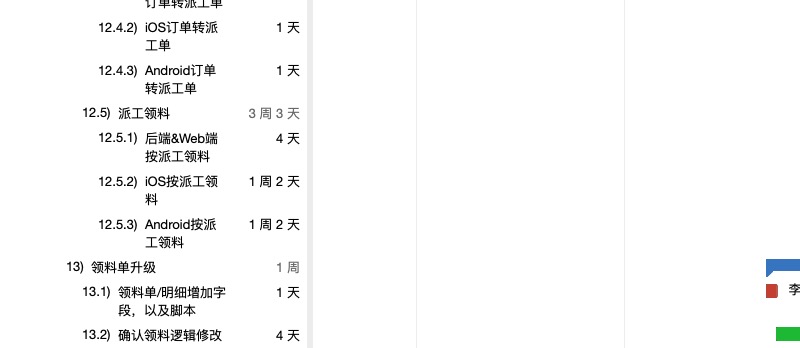 订单转派工单
12.4.2) iOS订单转派 1 天
工单
12.4.3) Android订单 1 天
转派工单
12.5) 派工领料 3 周 3 天
12.5.1) 后端&Web端 4 天
按派工领料
12.5.2) iOS按派工领 1 周 2 天
料
12.5.3) Android按派 1 周 2 天
工领料
13) 领料单升级 1 周
13.1) 领料单/明细增加字 1 天
李
段，以及脚本
13.2) 确认领料逻辑修改 4 天